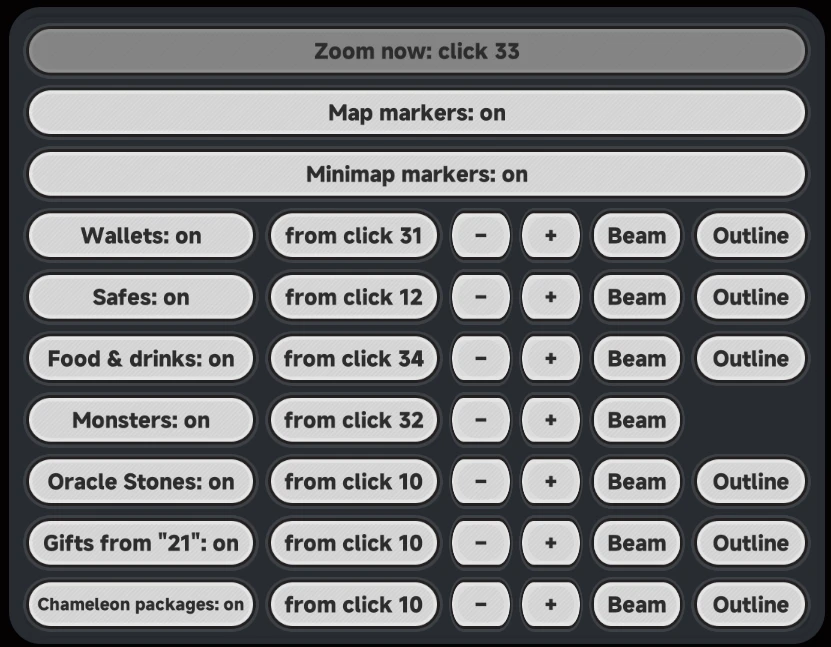 Zoom now: click 33
Map markers: on
Minimap markers: on
Wallets: on from click 31 - + Beam Outline
Safes: on from click 12 - + Beam Outline
Food & drinks: on from click 34 - + Beam Outline
Monsters: on from click 32 - + Beam
Oracle Stones: on from click 10 - + Beam Outline
Gifts from "21": on from click 10 - + Beam Outline
Chameleon packages: on from click 10 - + Beam Outline